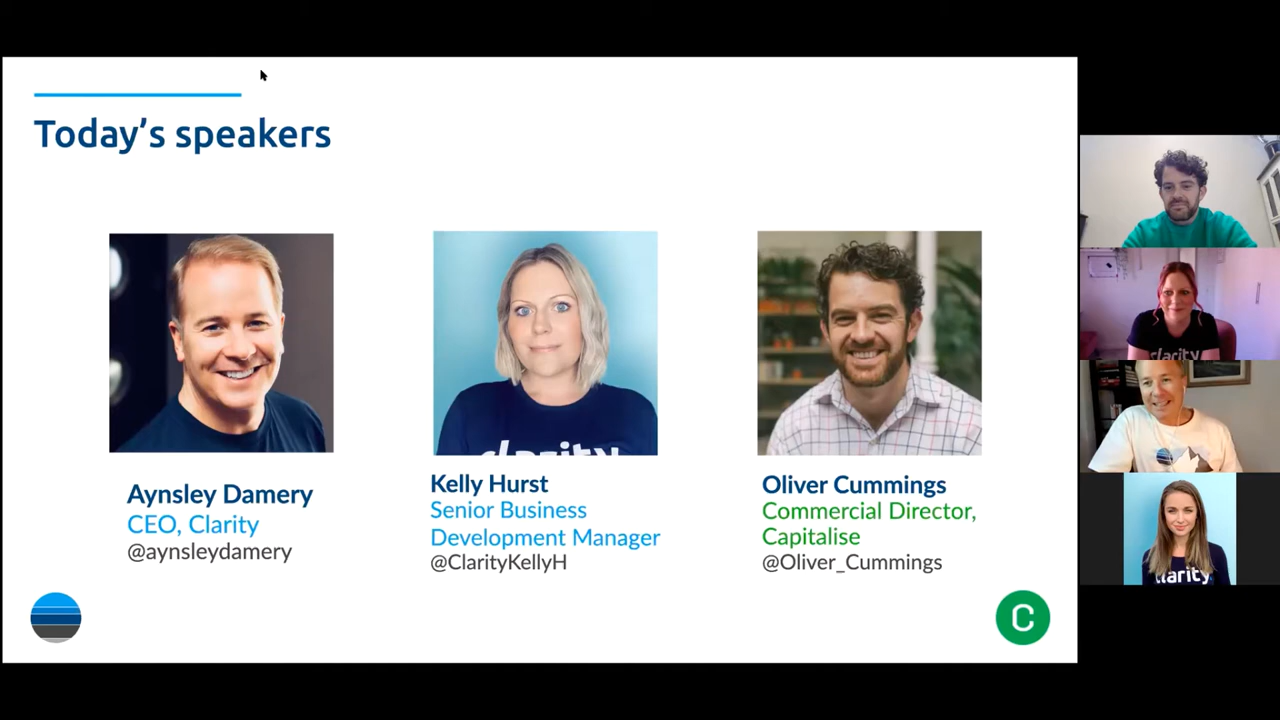 Today's speakers
Aynsley Damery
CEO, Clarity
@aynsleydamery
clarity
Kelly Hurst
Senior Business
Development Manager
@ClarityKellyH
Oliver Cummings
Commercial Director,
Capitalise
@Oliver_Cummings
C
clarity
clarity